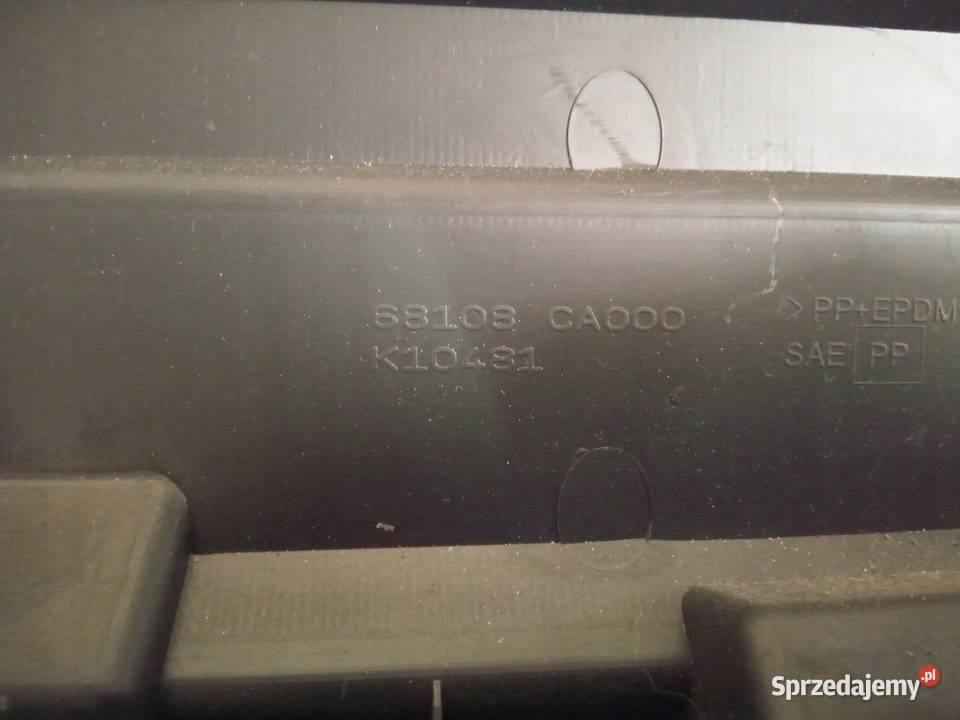 68108 CA000
K10481
> PP+EPDM
SAE PP
Sprzedajemy.pl